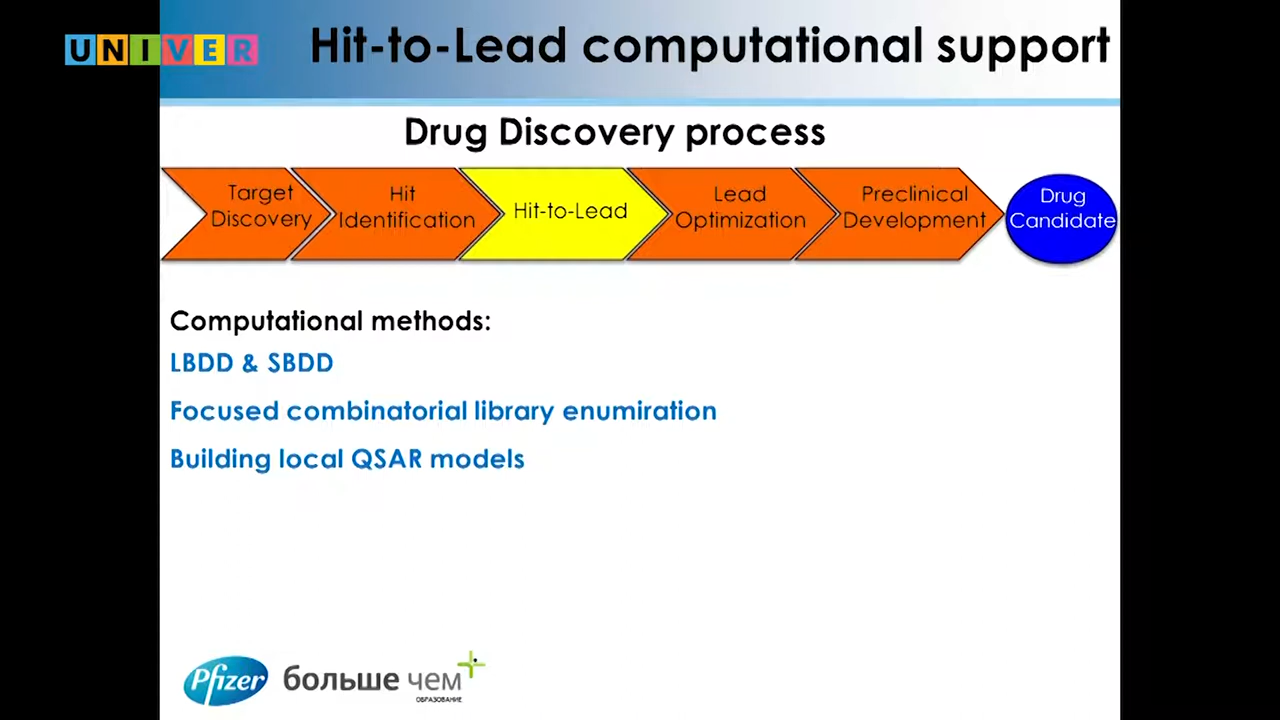 UNIVER
Hit-to-Lead computational support
Drug Discovery process
Target
Discovery
Hit
Identification
Hit-to-Lead
Lead
Optimization
Preclinical
Development
Drug
Candidate
Computational methods:
LBDD & SBDD
Focused combinatorial library enumiration
Building local QSAR models
Pfizer
больше чем
ОБРАЗОВАНИЕ